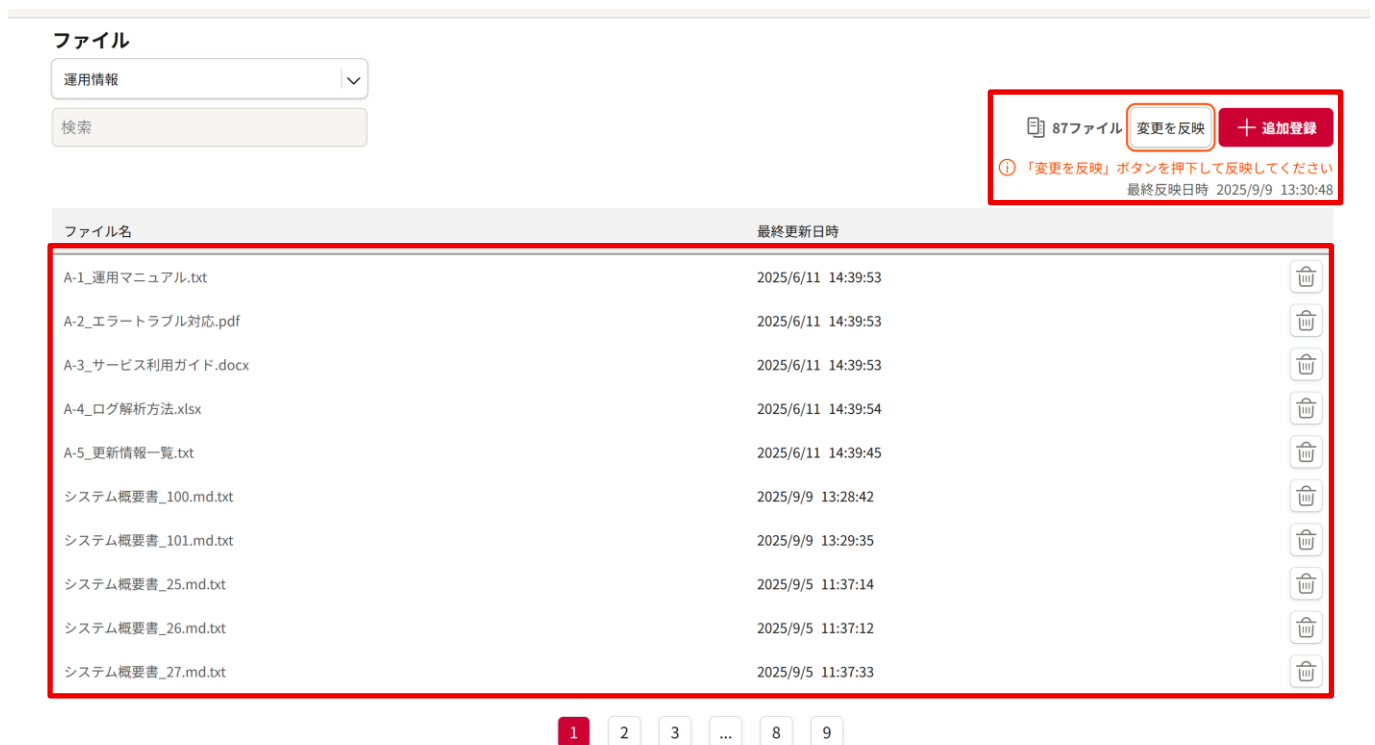 ファイル
運用情報
検索
87ファイル 変更を反映 追加登録
「変更を反映」ボタンを押下して反映してください
最終反映日時 2025/9/9 13:30:48
ファイル名 最終更新日時
A-1_運用マニュアル.txt 2025/6/11 14:39:53
A-2_エラートラブル対応.pdf 2025/6/11 14:39:53
A-3_サービス利用ガイド.docx 2025/6/11 14:39:53
A-4_ログ解析方法.xlsx 2025/6/11 14:39:54
A-5_更新情報一覧.txt 2025/6/11 14:39:45
システム概要書_100.md.txt 2025/9/9 13:28:42
システム概要書_101.md.txt 2025/9/9 13:29:35
システム概要書_25.md.txt 2025/9/5 11:37:14
システム概要書_26.md.txt 2025/9/5 11:37:12
システム概要書_27.md.txt 2025/9/5 11:37:33
1 2 3 ... 8 9